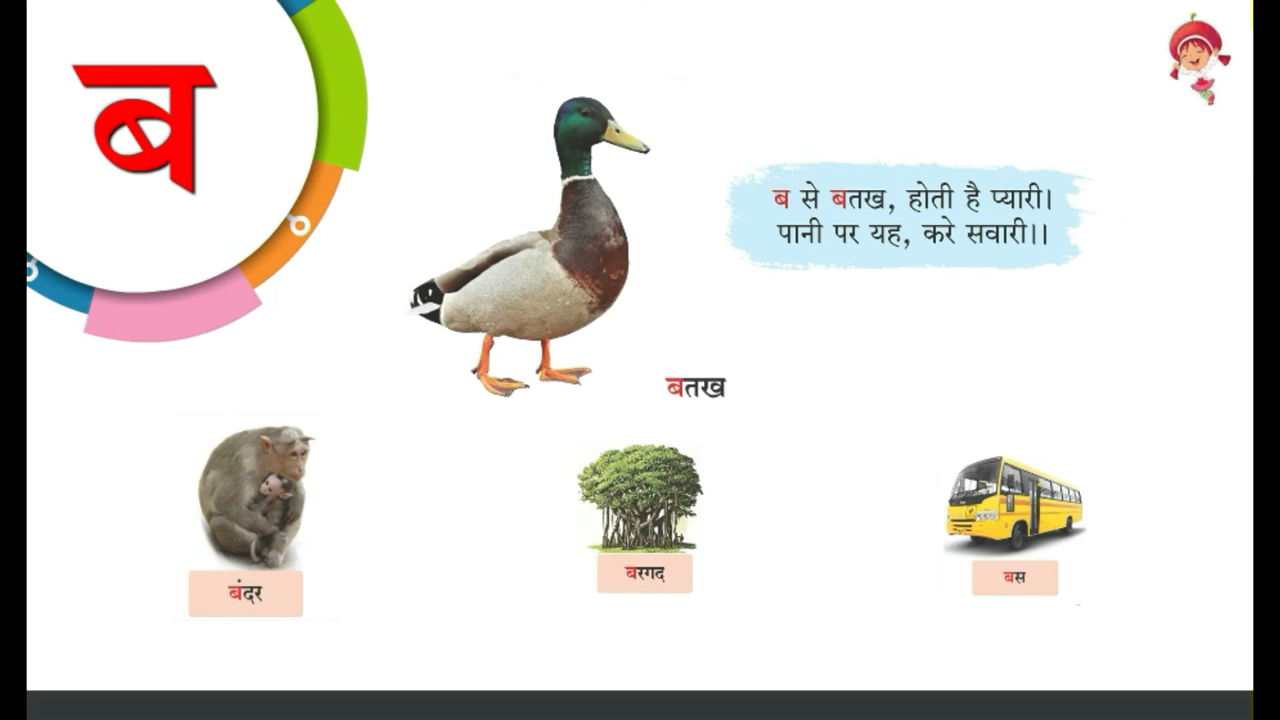 ब
ब से बतख, होती है प्यारी।
पानी पर यह, करे सवारी।।
बतख
बंदर
बरगद
बस